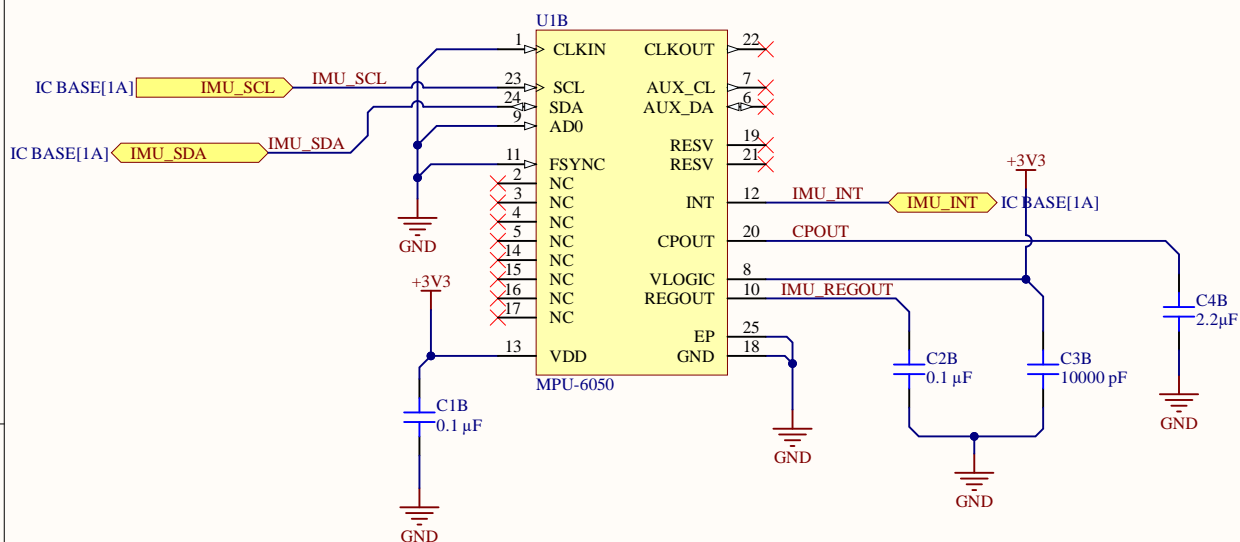 U1B
1 CLKIN CLKOUT 22
IC BASE[1A] IMU_SCL IMU_SCL 23 SCL AUX_CL 7
24 SDA AUX_DA 6
9 AD0
IC BASE[1A] IMU_SDA IMU_SDA
RESV 19
11 FSYNC RESV 21
+3V3
2 NC
3 NC INT 12 IMU_INT IMU_INT IC BASE[1A]
4 NC
5 NC CPOUT 20 CPOUT
GND
14 NC
15 NC VLOGIC 8
16 NC REGOUT 10 IMU_REGOUT
17 NC
+3V3
C4B
2.2µF
EP 25
13 VDD GND 18
MPU-6050
C2B
0.1 µF
C3B
10000 pF
C1B
0.1 µF
GND
GND
GND
GND